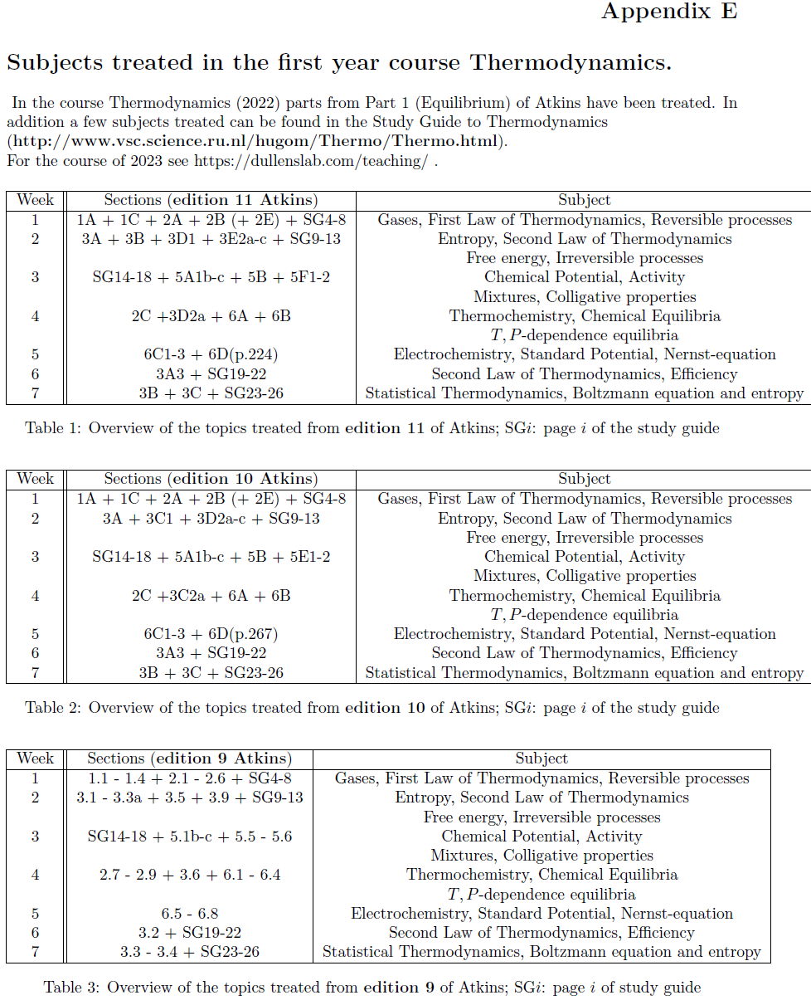 Appendix E
Subjects treated in the first year course Thermodynamics.
In the course Thermodynamics (2022) parts from Part 1 (Equilibrium) of Atkins have been treated. In
addition a few subjects treated can be found in the Study Guide to Thermodynamics
(http://www.vsc.science.ru.nl/hugom/Thermo/Thermo.html).
For the course of 2023 see https://dullenslab.com/teaching/ .
Week Sections (edition 11 Atkins) Subject
1 1A + 1C + 2A + 2B (+ 2E) + SG4-8 Gases, First Law of Thermodynamics, Reversible processes
2 3A + 3B + 3D1 + 3E2a-c + SG9-13 Entropy, Second Law of Thermodynamics
Free energy, Irreversible processes
3 SG14-18 + 5A1b-c + 5B + 5F1-2 Chemical Potential, Activity
Mixtures, Colligative properties
4 2C +3D2a + 6A + 6B Thermochemistry, Chemical Equilibria
T, P-dependence equilibria
5 6C1-3 + 6D(p.224) Electrochemistry, Standard Potential, Nernst-equation
6 3A3 + SG19-22 Second Law of Thermodynamics, Efficiency
7 3B + 3C + SG23-26 Statistical Thermodynamics, Boltzmann equation and entropy
Table 1: Overview of the topics treated from edition 11 of Atkins; SGi: page i of the study guide
Week Sections (edition 10 Atkins) Subject
1 1A + 1C + 2A + 2B (+ 2E) + SG4-8 Gases, First Law of Thermodynamics, Reversible processes
2 3A + 3C1 + 3D2a-c + SG9-13 Entropy, Second Law of Thermodynamics
Free energy, Irreversible processes
3 SG14-18 + 5A1b-c + 5B + 5E1-2 Chemical Potential, Activity
Mixtures, Colligative properties
4 2C +3C2a + 6A + 6B Thermochemistry, Chemical Equilibria
T, P-dependence equilibria
5 6C1-3 + 6D(p.267) Electrochemistry, Standard Potential, Nernst-equation
6 3A3 + SG19-22 Second Law of Thermodynamics, Efficiency
7 3B + 3C + SG23-26 Statistical Thermodynamics, Boltzmann equation and entropy
Table 2: Overview of the topics treated from edition 10 of Atkins; SGi: page i of the study guide
Week Sections (edition 9 Atkins) Subject
1 1.1 - 1.4 + 2.1 - 2.6 + SG4-8 Gases, First Law of Thermodynamics, Reversible processes
2 3.1 - 3.3a + 3.5 + 3.9 + SG9-13 Entropy, Second Law of Thermodynamics
Free energy, Irreversible processes
3 SG14-18 + 5.1b-c + 5.5 - 5.6 Chemical Potential, Activity
Mixtures, Colligative properties
4 2.7 - 2.9 + 3.6 + 6.1 - 6.4 Thermochemistry, Chemical Equilibria
T, P-dependence equilibria
5 6.5 - 6.8 Electrochemistry, Standard Potential, Nernst-equation
6 3.2 + SG19-22 Second Law of Thermodynamics, Efficiency
7 3.3 - 3.4 + SG23-26 Statistical Thermodynamics, Boltzmann equation and entropy
Table 3: Overview of the topics treated from edition 9 of Atkins; SGi: page i of study guide